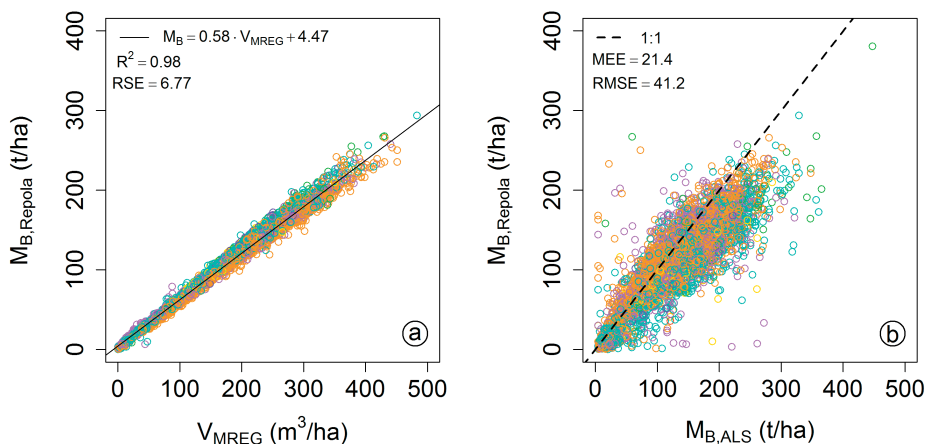 M_B = 0.58 · V_MREG + 4.47
R² = 0.98
RSE = 6.77
400
300
200
100
0
M_B,Repola (t/ha)
a
0 100 200 300 400 500
V_MREG (m³/ha)
1:1
MEE = 21.4
RMSE = 41.2
400
300
200
100
0
M_B,Repola (t/ha)
b
0 100 200 300 400 500
M_B,ALS (t/ha)